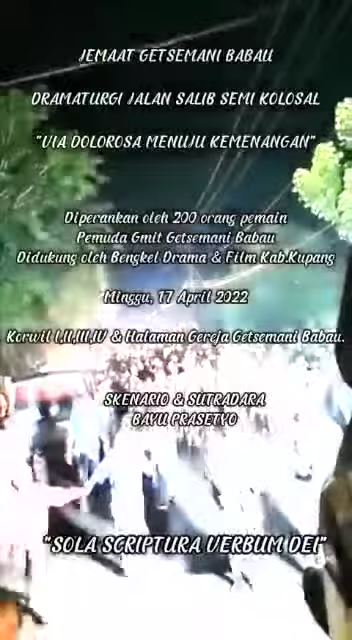 JEMAAT GETSEMANI BABAU
DRAMATURGI JALAN SALIB SEMI KOLOSAL
"VIA DOLOROSA MENUJU KEMENANGAN"
Diperankan oleh 200 orang pemain
Pemuda Gmit Getsemani Babau
Didukung oleh Bengkel Drama & Film Kab.Kupang
Minggu, 17 April 2022
Korwil I,II,III,IV & Halaman Gereja Getsemani Babau.
SKENARIO & SUTRADARA
BAYU PRASETYO
"SOLA SCRIPTURA VERBUM DEI"